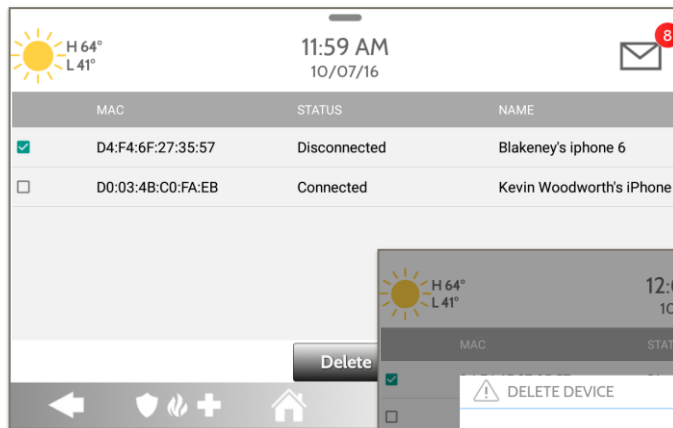 H 64°
L 41°
11:59 AM
10/07/16
8
MAC STATUS NAME
D4:F4:6F:27:35:57 Disconnected Blakeney's iphone 6
D0:03:4B:C0:FA:EB Connected Kevin Woodworth's iPhone
Delete
H 64°
L 41°
MAC
DELETE DEVICE